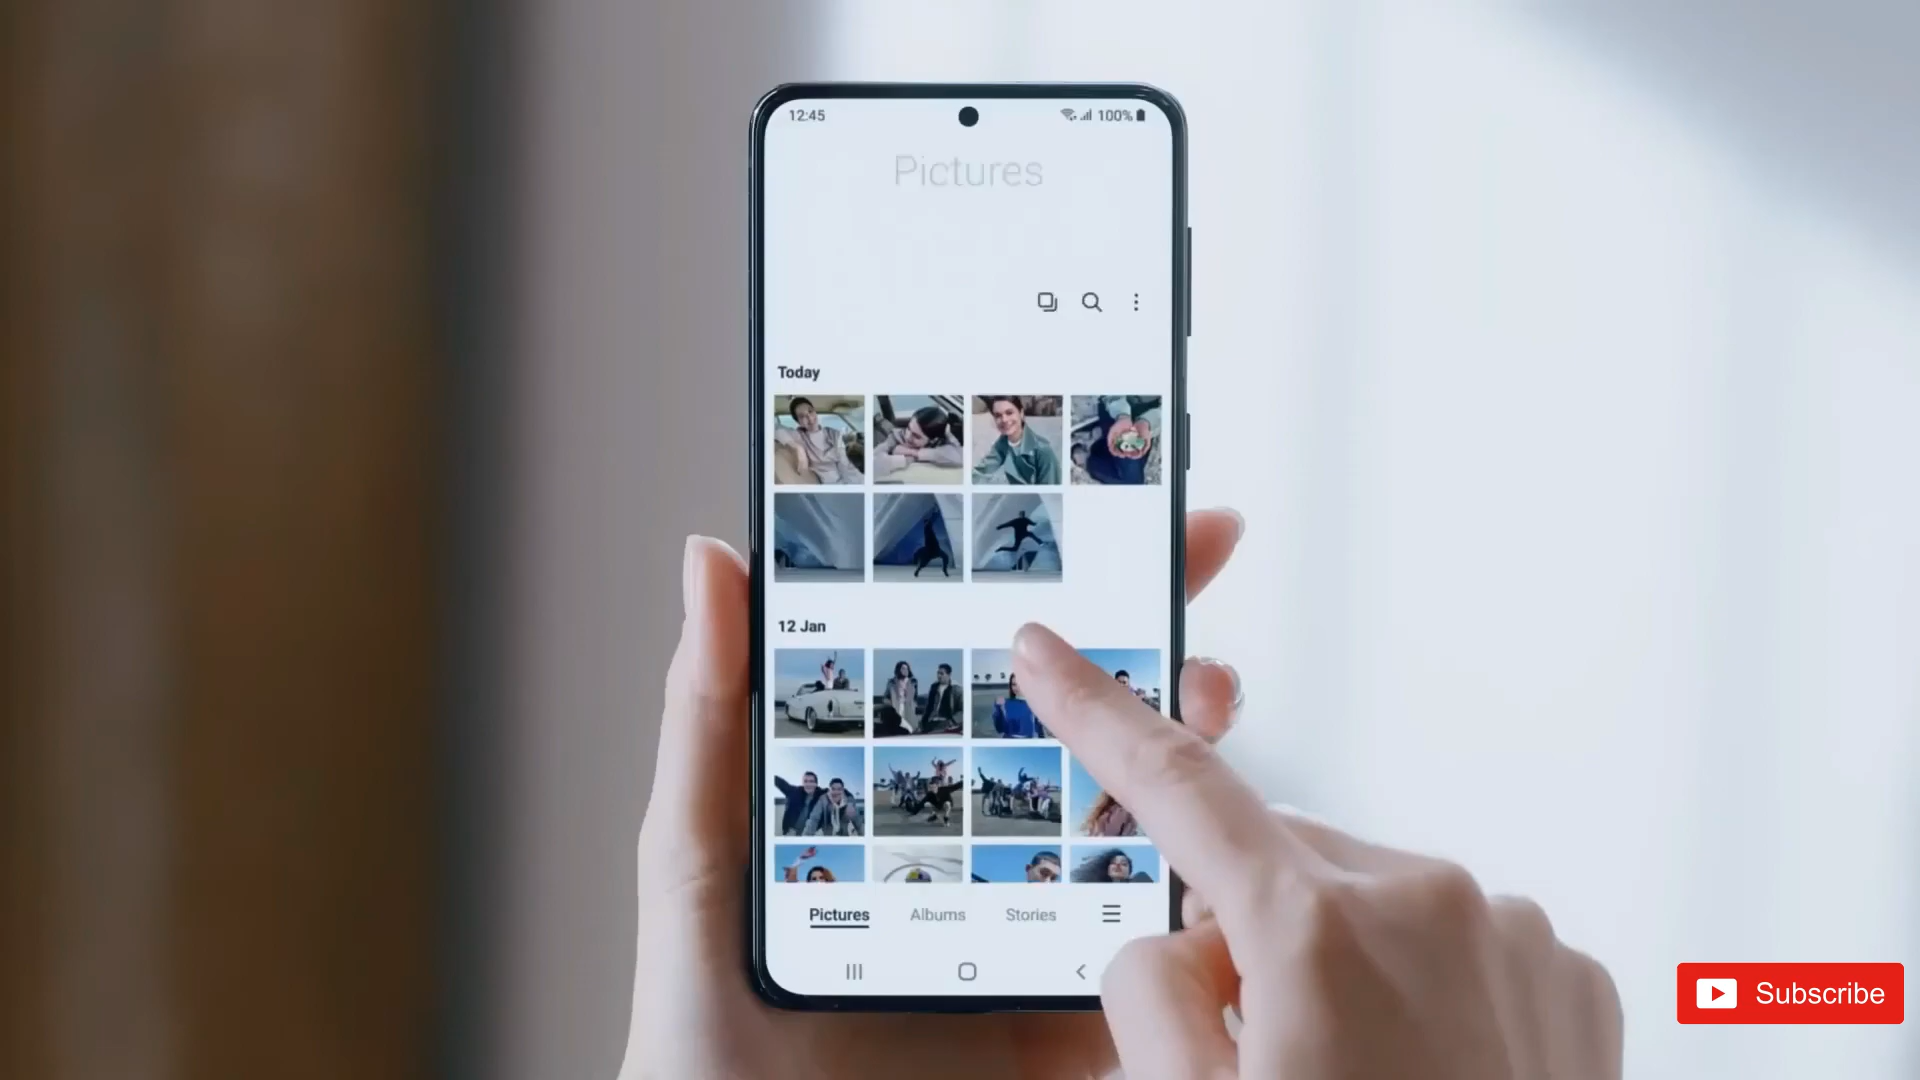 12:45
100%
Pictures
Today
12 Jan
Pictures Albums Stories
Subscribe